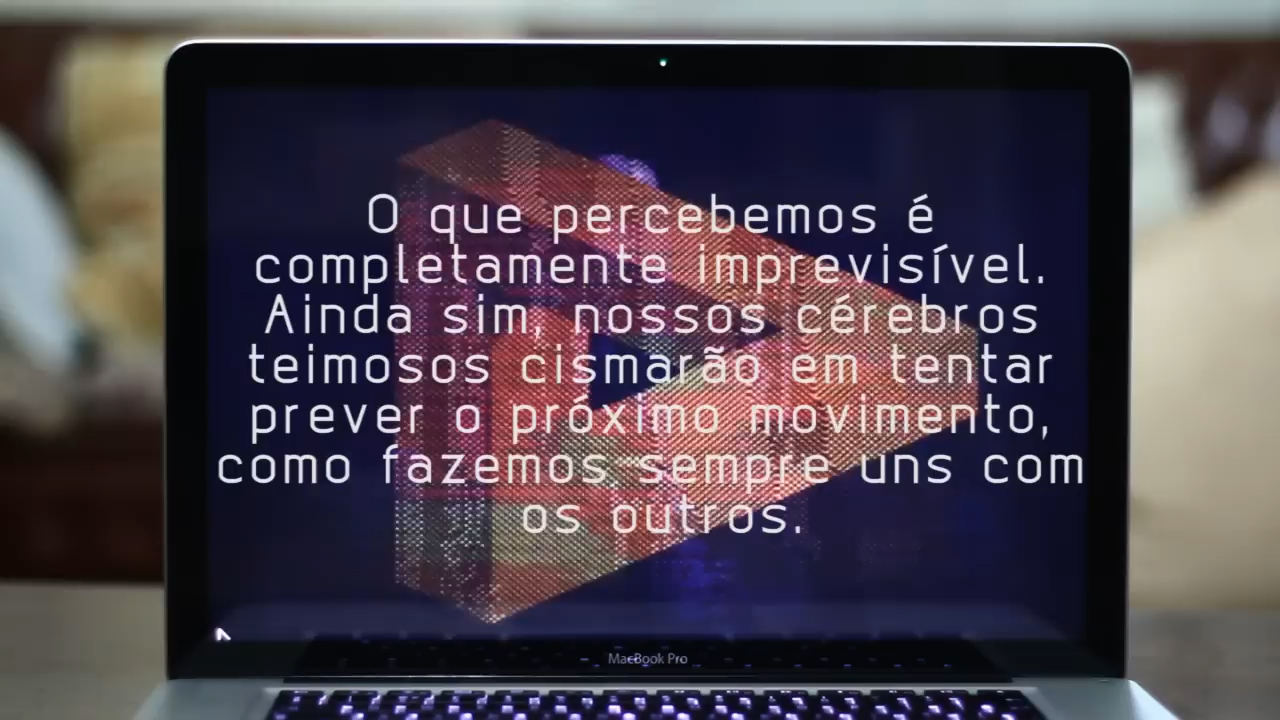 O que percebemos é
completamente imprevisível.
Ainda sim, nossos cérebros
teimosos cismarão em tentar
prever o próximo movimento,
como fazemos sempre uns com
os outros.
MacBook Pro